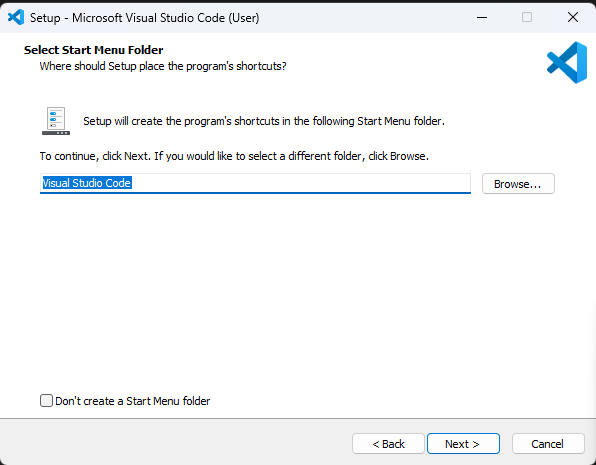 Setup - Microsoft Visual Studio Code (User)
Select Start Menu Folder
Where should Setup place the program's shortcuts?
Setup will create the program's shortcuts in the following Start Menu folder.
To continue, click Next. If you would like to select a different folder, click Browse.
Visual Studio Code
Browse...
Don't create a Start Menu folder
< Back
Next >
Cancel